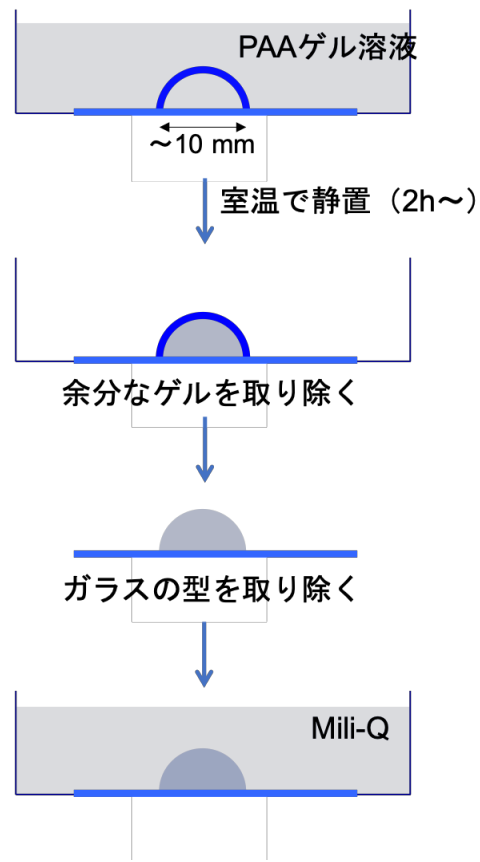 PAAゲル溶液
～10 mm
室温で静置（2h～）
余分なゲルを取り除く
ガラスの型を取り除く
Mili-Q